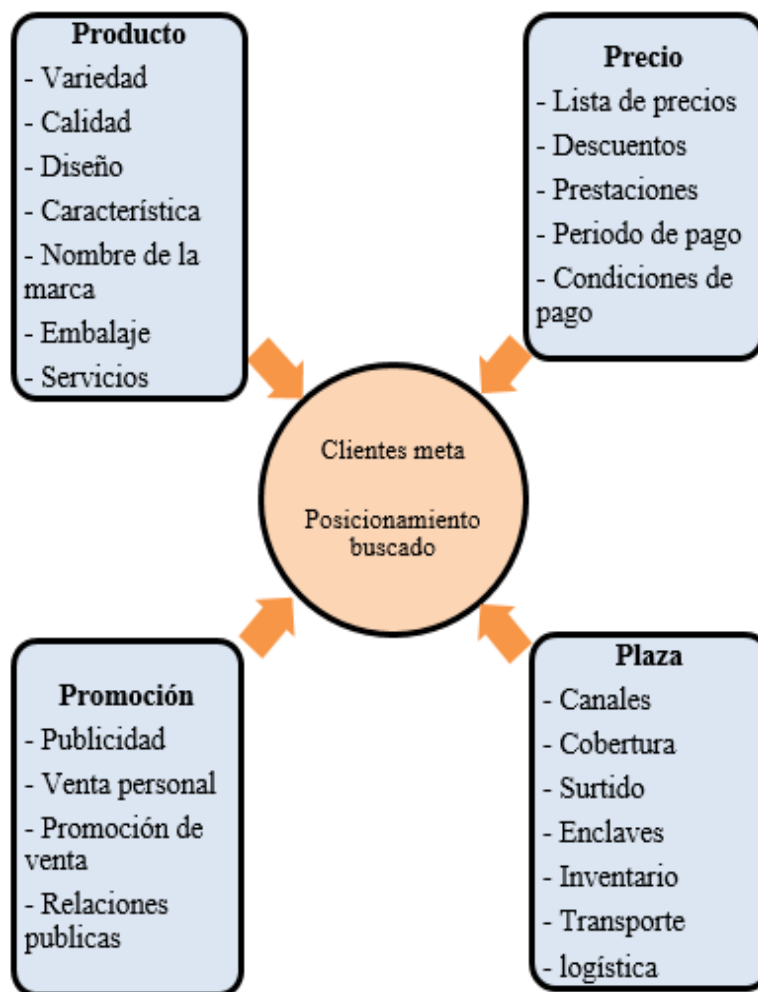 Producto
- Variedad
- Calidad
- Diseño
- Característica
- Nombre de la
marca
- Embalaje
- Servicios
Precio
- Lista de precios
- Descuentos
- Prestaciones
- Periodo de pago
- Condiciones de
pago
Clientes meta
Posicionamiento
buscado
Promoción
- Publicidad
- Venta personal
- Promoción de
venta
- Relaciones
publicas
Plaza
- Canales
- Cobertura
- Surtido
- Enclaves
- Inventario
- Transporte
- logística